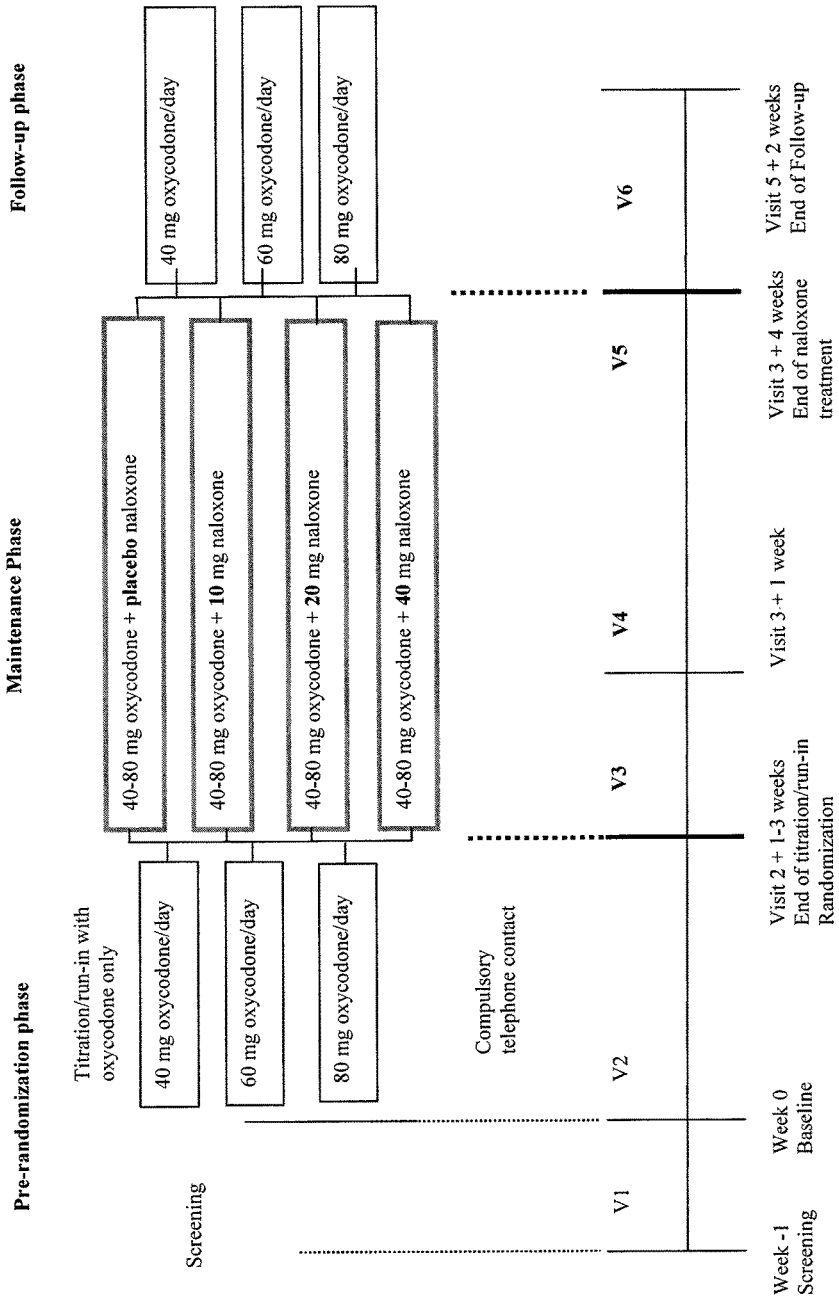 Pre-randomization phase
Maintenance Phase
Follow-up phase
Screening
Titration/run-in with
oxycodone only
40 mg oxycodone/day
60 mg oxycodone/day
80 mg oxycodone/day
Compulsory
telephone contact
40-80 mg oxycodone + placebo naloxone
40-80 mg oxycodone + 10 mg naloxone
40-80 mg oxycodone + 20 mg naloxone
40-80 mg oxycodone + 40 mg naloxone
40 mg oxycodone/day
60 mg oxycodone/day
80 mg oxycodone/day
V1
V2
V3
V4
V5
V6
Week -1
Screening
Week 0
Baseline
Visit 2 + 1-3 weeks
End of titration/run-in
Randomization
Visit 3 + 1 week
Visit 3 + 4 weeks
End of naloxone
treatment
Visit 5 + 2 weeks
End of Follow-up